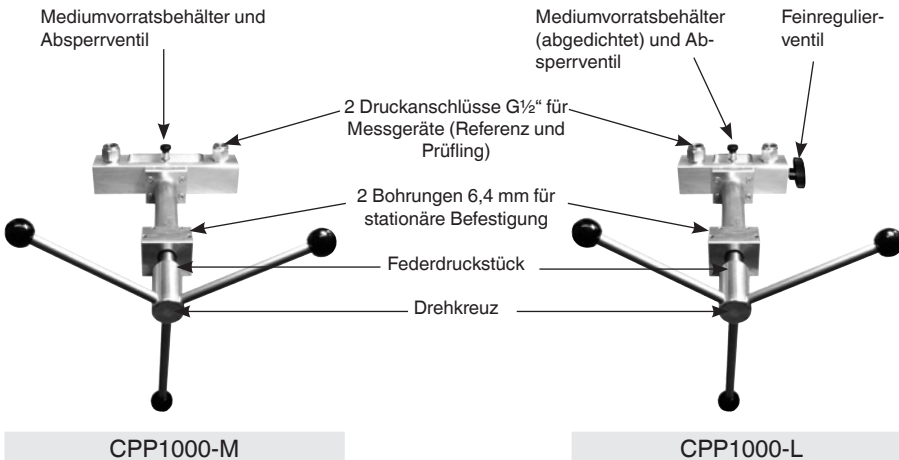 Mediumvorratsbehälter und
Absperrventil
Mediumvorratsbehälter
(abgedichtet) und Ab-
sperrventil
Feinregulier-
ventil
2 Druckanschlüsse G½“ für
Messgeräte (Referenz und
Prüfling)
2 Bohrungen 6,4 mm für
stationäre Befestigung
Federdruckstück
Drehkreuz
CPP1000-M
CPP1000-L